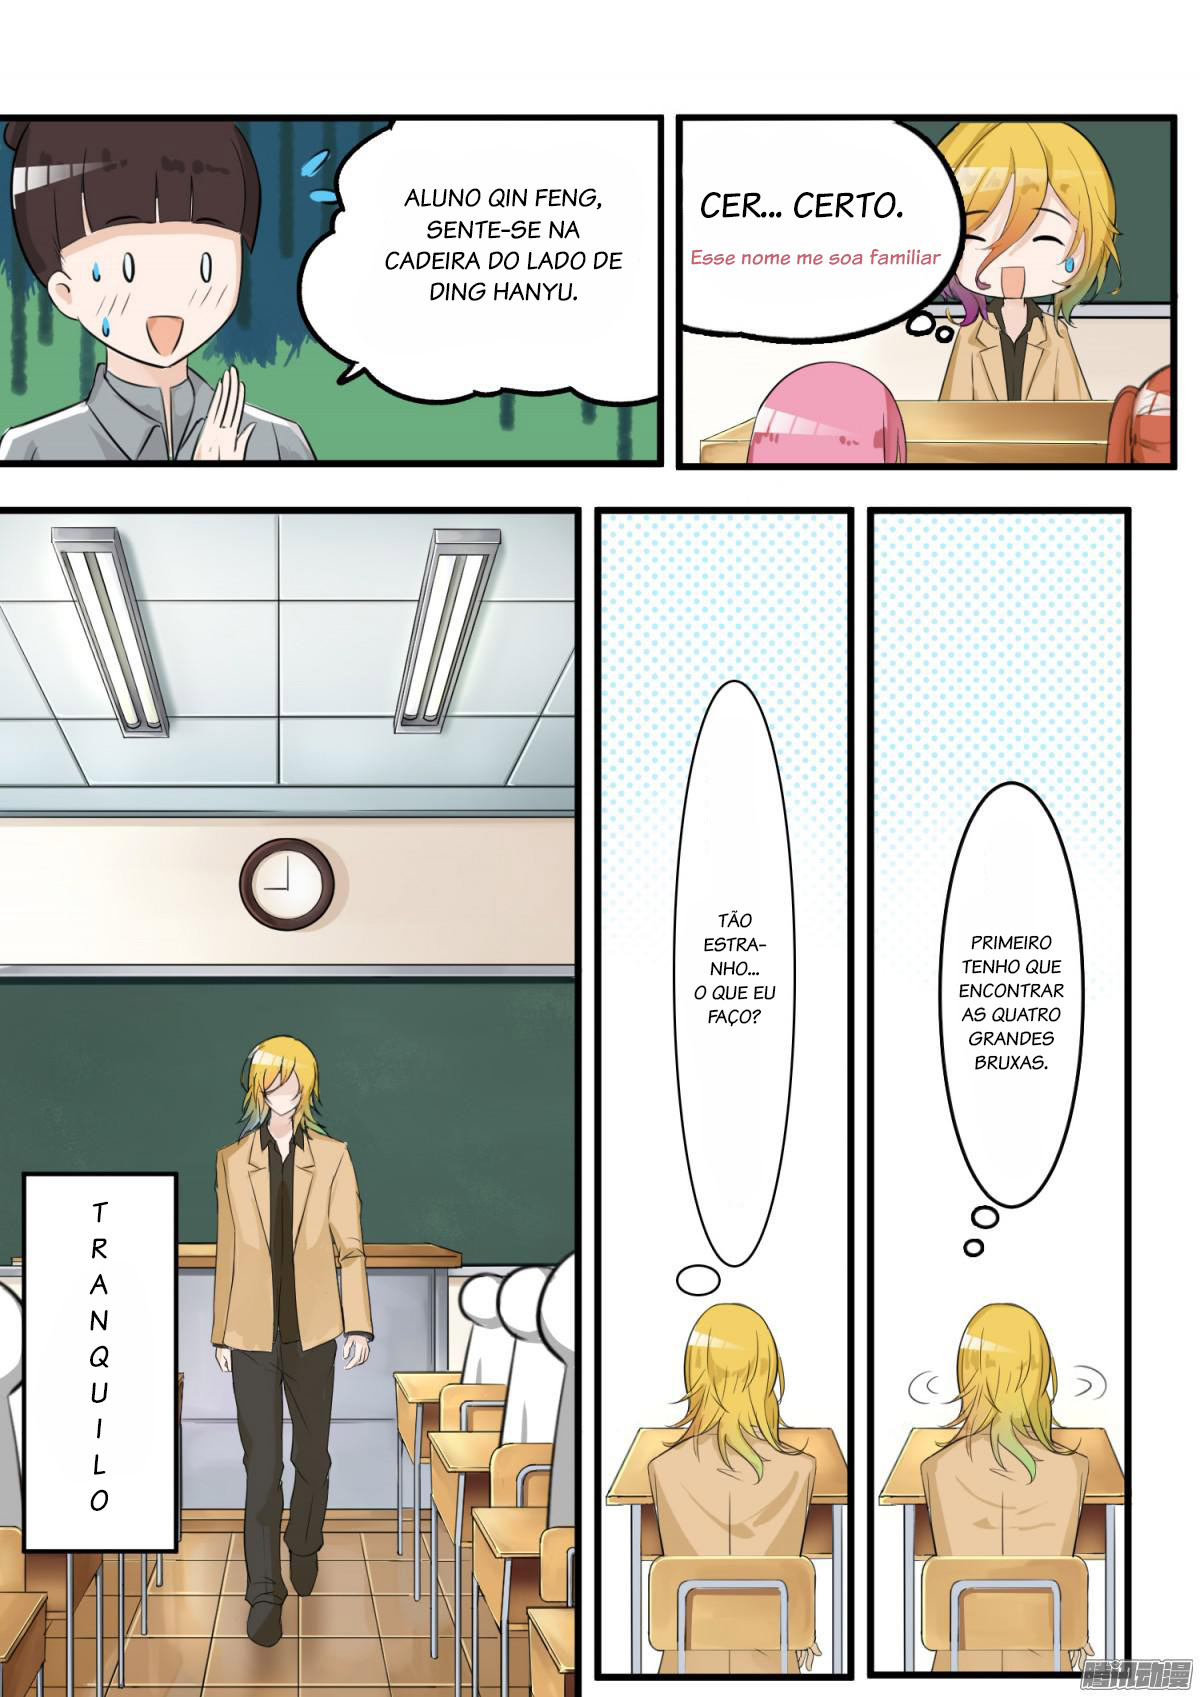 ALUNO QIN FENG,
SENTE-SE NA
CADEIRA DO LADO DE
DING HANYU.
CER... CERTO.
Esse nome me soa familiar
T
R
A
N
Q
U
I
L
O
TÃO
ESTRA-
NHO...
O QUE EU
FAÇO?
PRIMEIRO
TENHO QUE
ENCONTRAR
AS QUATRO
GRANDES
BRUXAS.
腾讯动漫